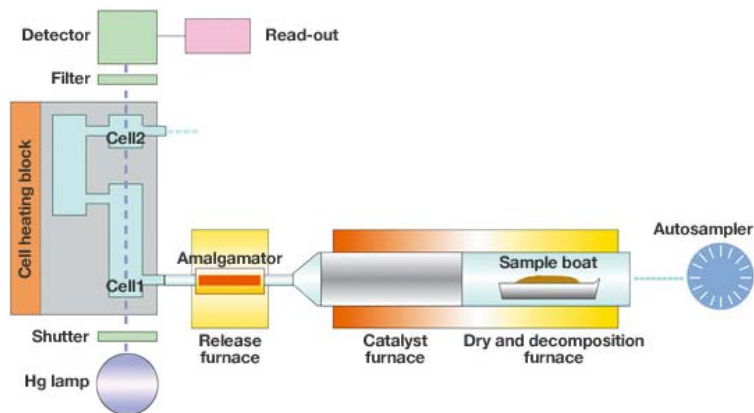 Detector
Read-out
Filter
Cell heating block
Cell2
Cell1
Amalgamator
Sample boat
Autosampler
Shutter
Release
furnace
Catalyst
furnace
Dry and decomposition
furnace
Hg lamp